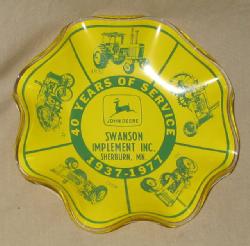 40 YEARS OF SERVICE
JOHN DEERE
SWANSON
IMPLEMENT INC.
SHERBURN, MN
1937-1977